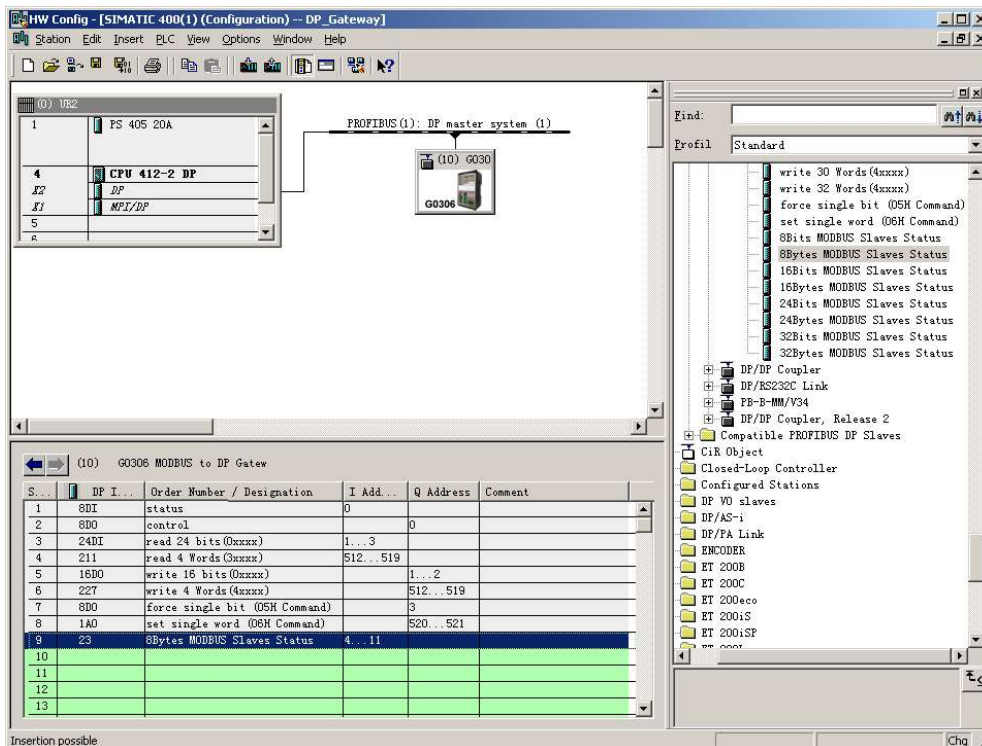 HW Config - [SIMATIC 400(1) (Configuration) -- DP_Gateway]
Station Edit Insert PLC View Options Window Help
(0) UR2
1 PS 405 20A
4 CPU 412-2 DP
X2 DP
X1 MPI/DP
5
6
PROFIBUS(1): DP master system (1)
(10) G030
G0306
Find:
Profil Standard
write 30 Words(4xxxx)
write 32 Words(4xxxx)
force single bit (05H Command)
set single word (06H Command)
8Bits MODBUS Slaves Status
8Bytes MODBUS Slaves Status
16Bits MODBUS Slaves Status
16Bytes MODBUS Slaves Status
24Bits MODBUS Slaves Status
24Bytes MODBUS Slaves Status
32Bits MODBUS Slaves Status
32Bytes MODBUS Slaves Status
DP/DP Coupler
DP/RS232C Link
PB-B-MM/V34
DP/DP Coupler, Release 2
Compatible PROFIBUS DP Slaves
CiR Object
Closed-Loop Controller
Configured Stations
DP V0 slaves
DP/AS-i
DP/PA Link
ENCODER
ET 200B
ET 200C
ET 200eco
ET 200iS
ET 200iSP
(10) G0306 MODBUS to DP Gatew
S... DP I... Order Number / Designation I Add... Q Address Comment
1 8DI status 0
2 8DO control 0
3 24DI read 24 bits(0xxxx) 1...3
4 211 read 4 Words(3xxxx) 512...519
5 16DO write 16 bits(0xxxx) 1...2
6 227 write 4 Words(4xxxx) 512...519
7 8DO force single bit (05H Command) 3
8 1AO set single word (06H Command) 520...521
9 23 8Bytes MODBUS Slaves Status 4...11
10
11
12
13
Insertion possible
Chg